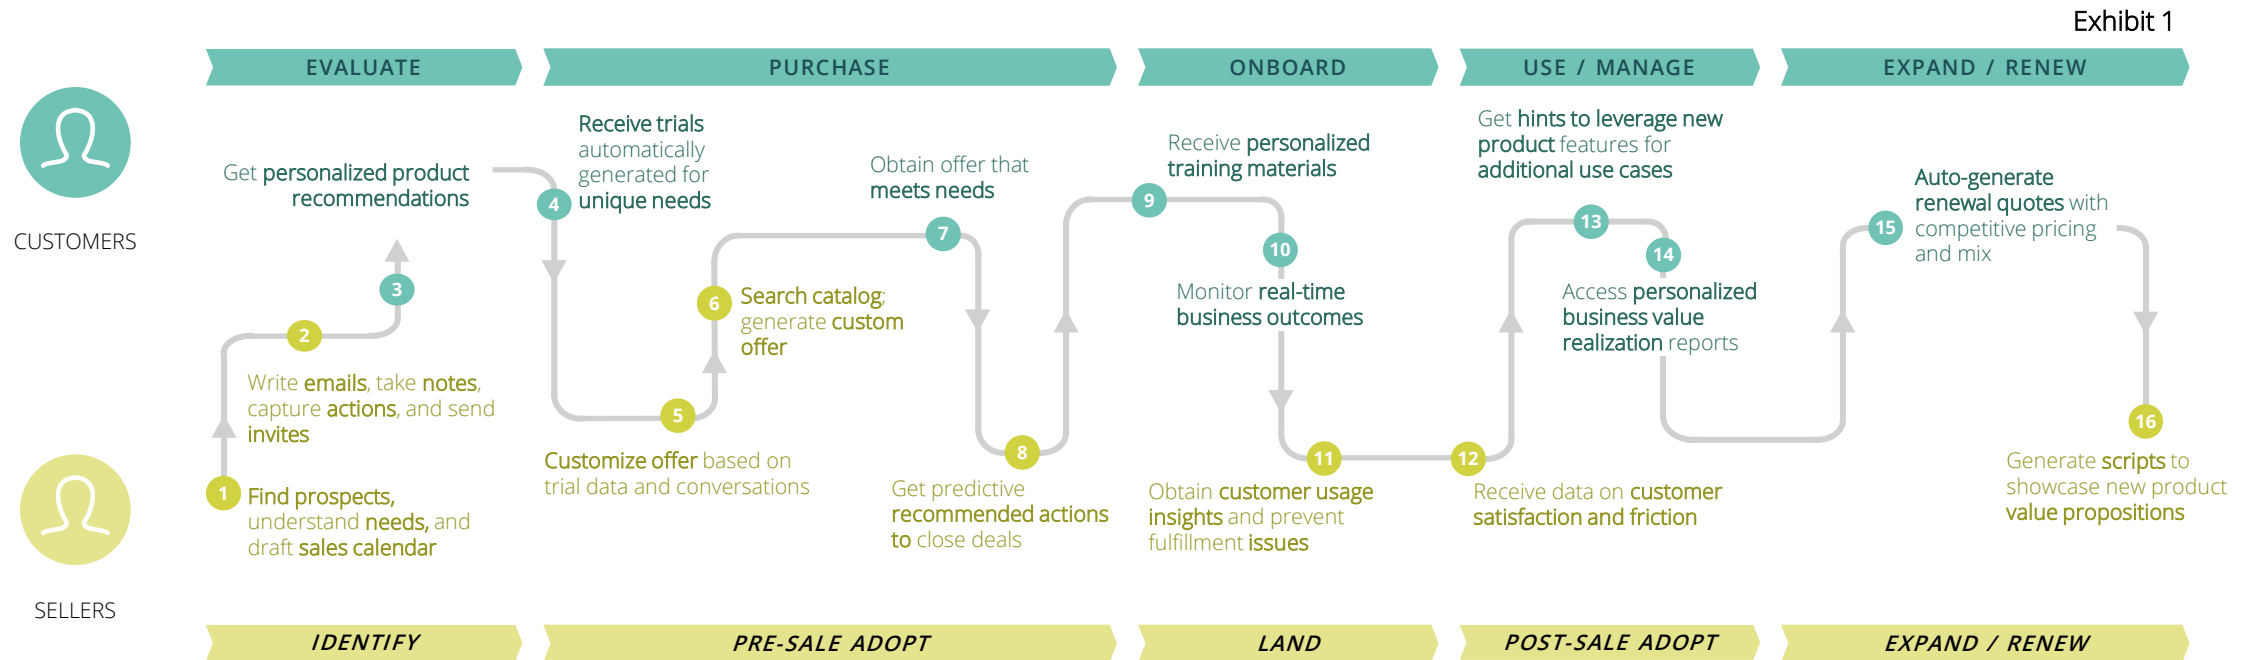 Exhibit 1
EVALUATE
PURCHASE
ONBOARD
USE / MANAGE
EXPAND / RENEW
CUSTOMERS
SELLERS
1
Find prospects,
understand needs, and
draft sales calendar
2
Write emails, take notes,
capture actions, and send
invites
3
Get personalized product
recommendations
4
Receive trials
automatically
generated for
unique needs
5
Customize offer based on
trial data and conversations
6
Search catalog;
generate custom
offer
7
Obtain offer that
meets needs
8
Get predictive
recommended actions
to close deals
9
Receive personalized
training materials
10
Monitor real-time
business outcomes
11
Obtain customer usage
insights and prevent
fulfillment issues
12
Receive data on customer
satisfaction and friction
13
Get hints to leverage new
product features for
additional use cases
14
Access personalized
business value
realization reports
15
Auto-generate
renewal quotes with
competitive pricing
and mix
16
Generate scripts to
showcase new product
value propositions
IDENTIFY
PRE-SALE ADOPT
LAND
POST-SALE ADOPT
EXPAND / RENEW